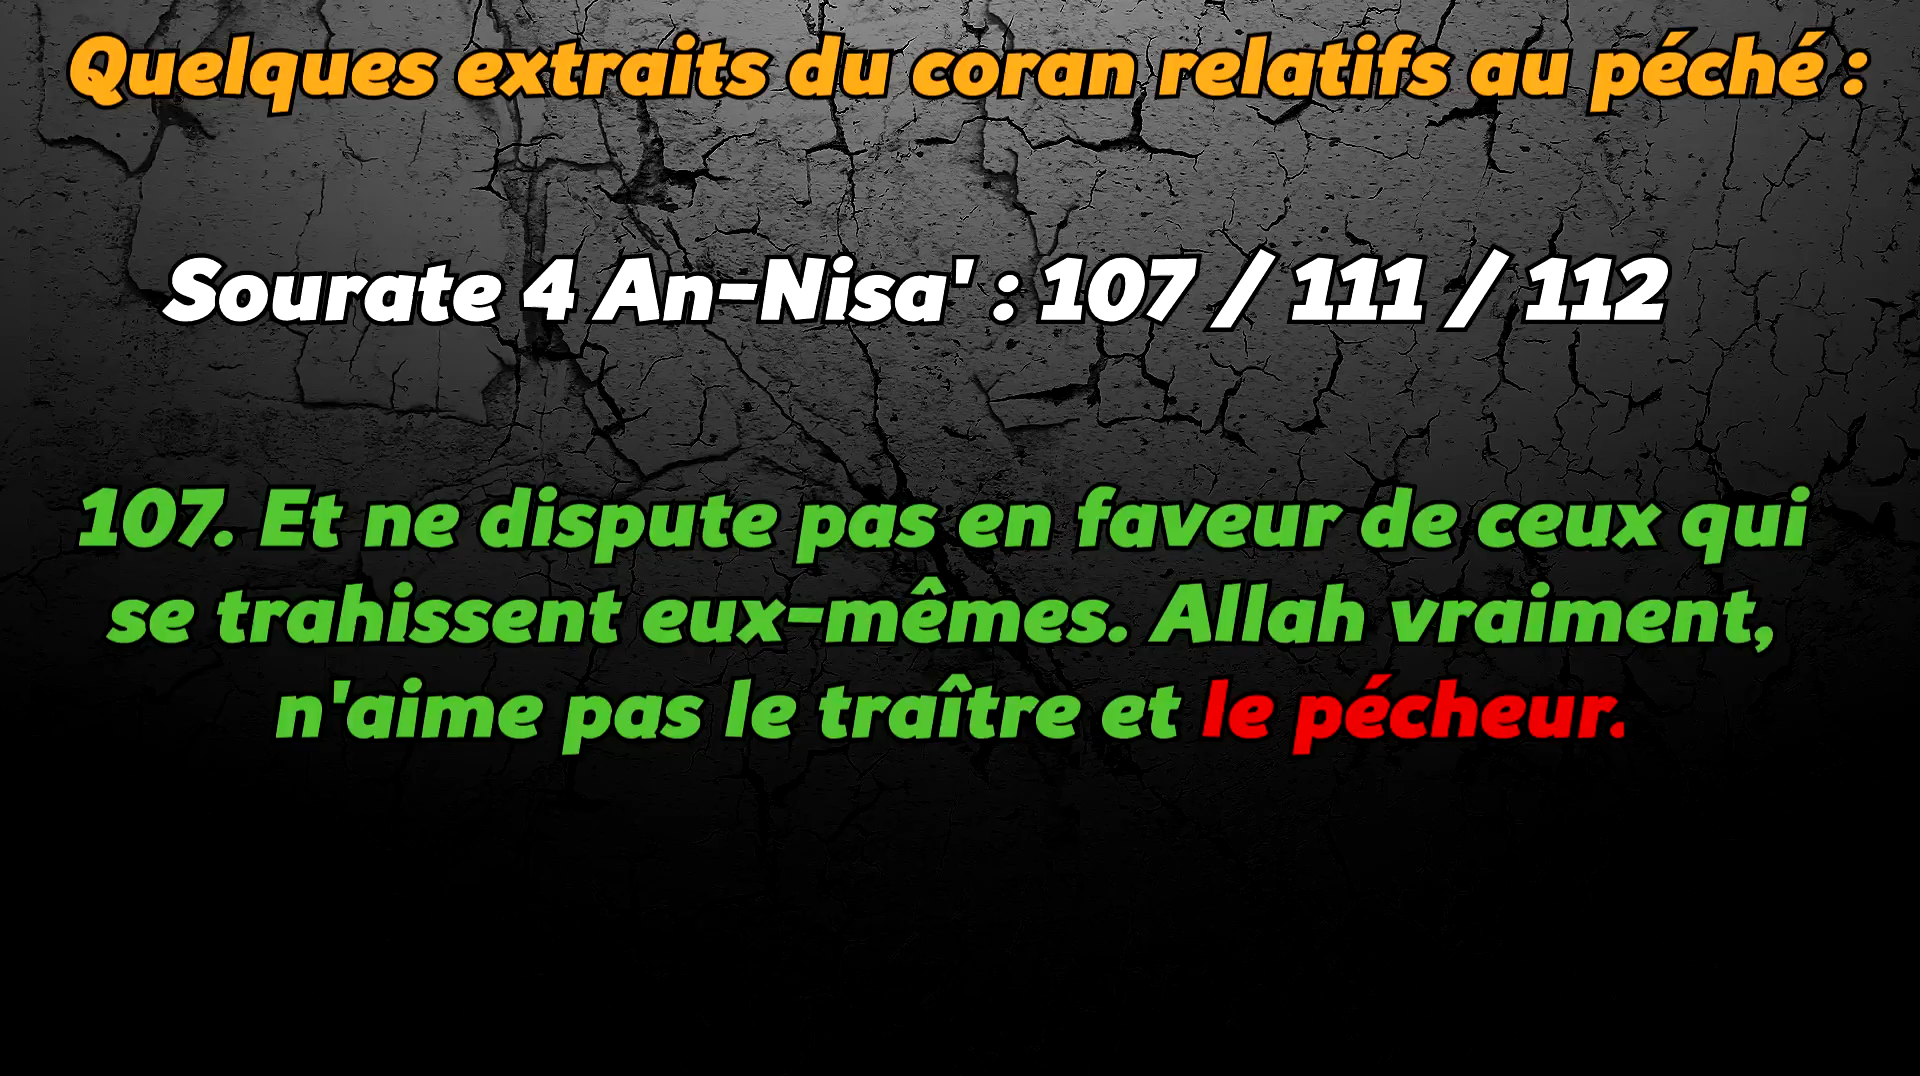 Quelques extraits du coran relatifs au péché :
Sourate 4 An-Nisa' : 107 / 111 / 112
107. Et ne dispute pas en faveur de ceux qui
se trahissent eux-mêmes. Allah vraiment,
n'aime pas le traître et le pécheur.